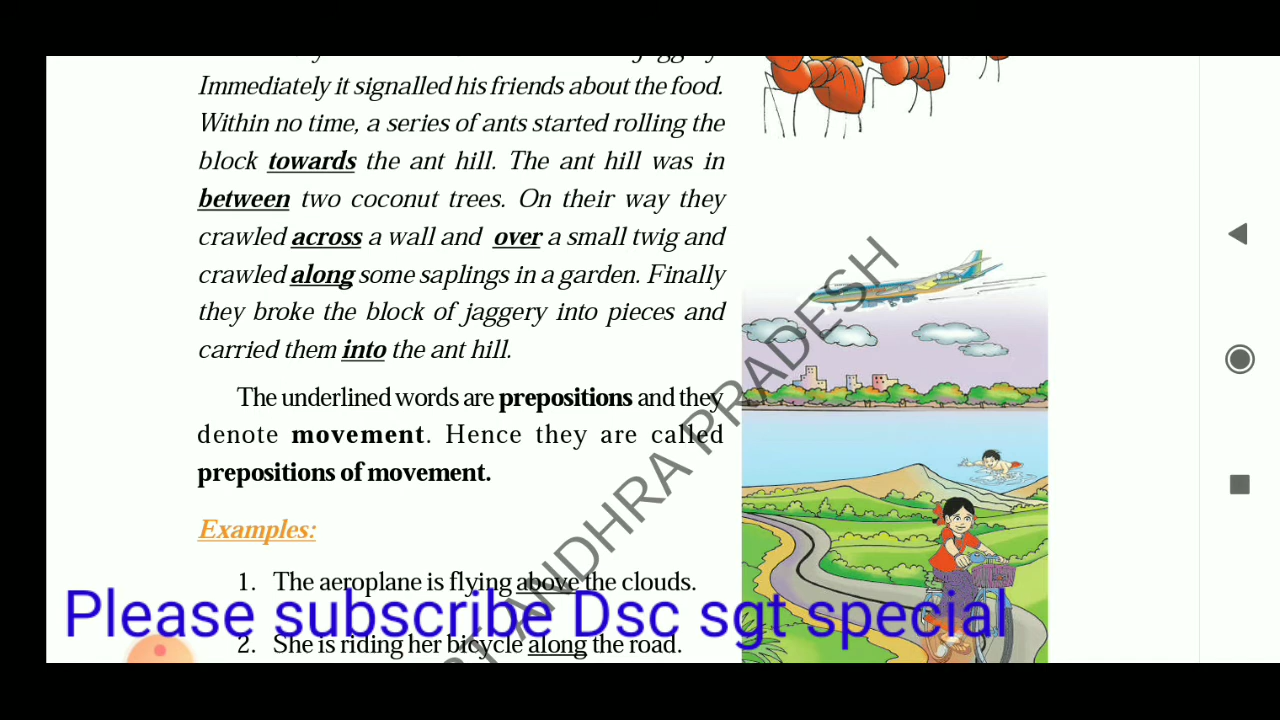 Immediately it signalled his friends about the food.
Within no time, a series of ants started rolling the
block towards the ant hill. The ant hill was in
between two coconut trees. On their way they
crawled across a wall and over a small twig and
crawled along some saplings in a garden. Finally
they broke the block of jaggery into pieces and
carried them into the ant hill.
The underlined words are prepositions and they
denote movement. Hence they are called
prepositions of movement.
Examples:
1. The aeroplane is flying above the clouds.
Please subscribe Dsc sgt special
2. She is riding her bicycle along the road.
ANDHRA PRADESH